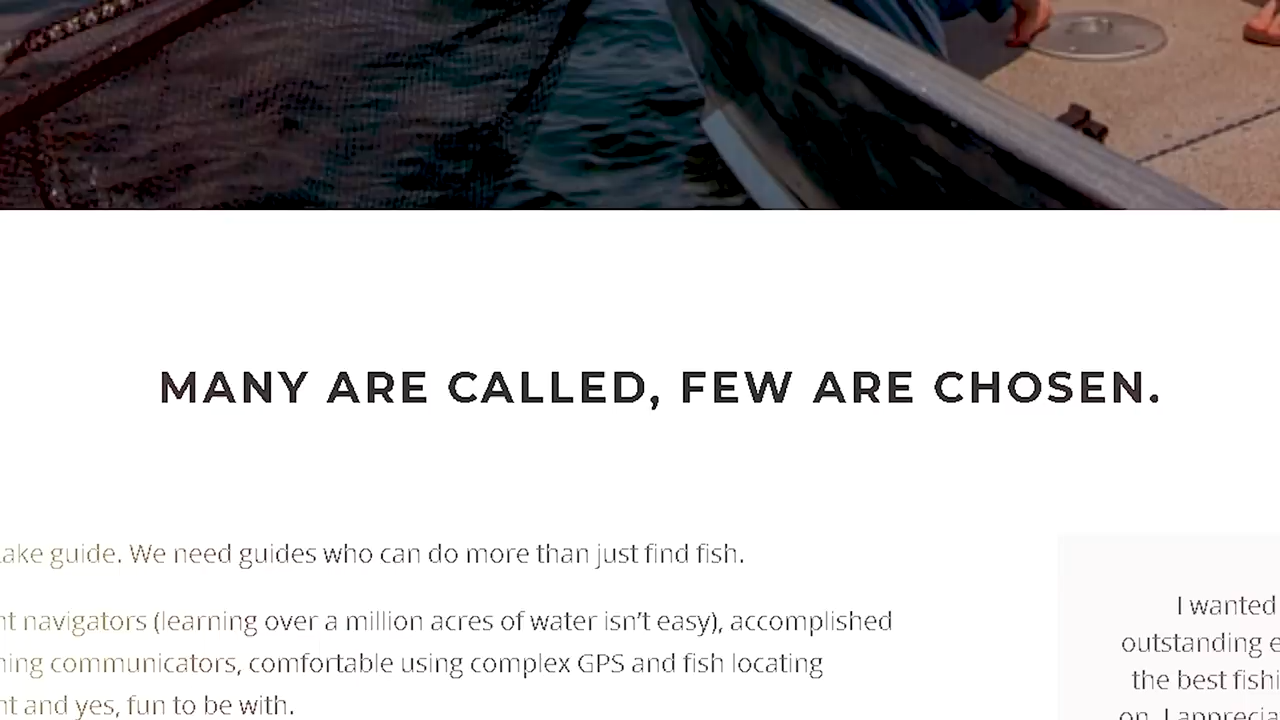 MANY ARE CALLED, FEW ARE CHOSEN.
ake guide. We need guides who can do more than just find fish.
nt navigators (learning over a million acres of water isn't easy), accomplished
ning communicators, comfortable using complex GPS and fish locating
nt and yes, fun to be with.
I wanted
outstanding e
the best fishi
on. I apprecia